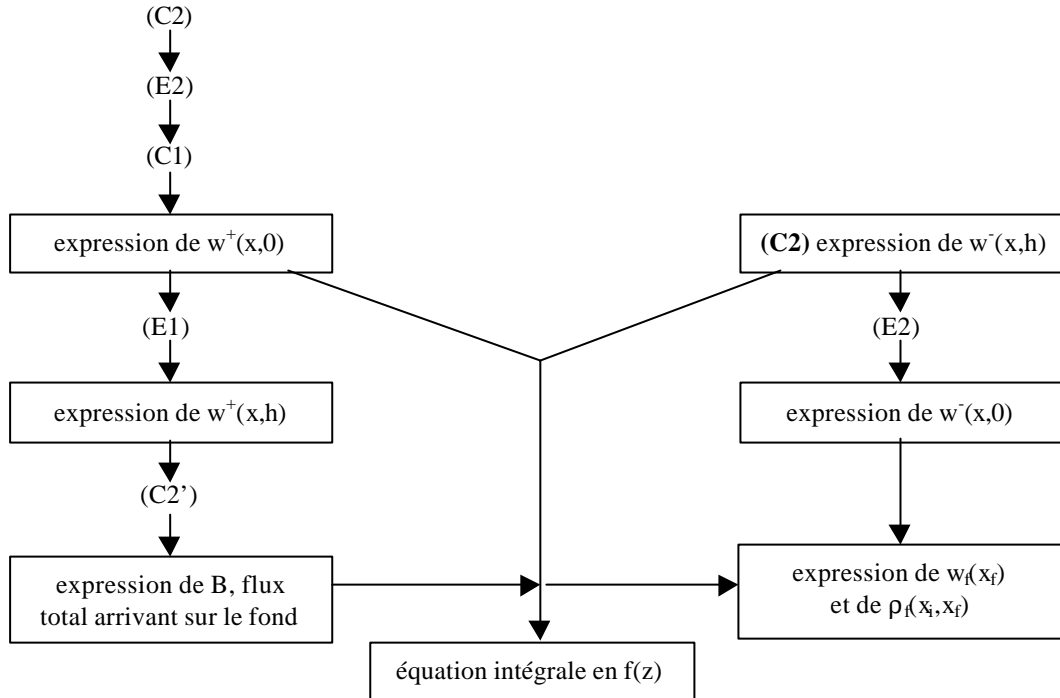 (C2)
(E2)
(C1)
expression de w⁺(x,0)
(C2) expression de w⁻(x,h)
(E1)
(E2)
expression de w⁺(x,h)
expression de w⁻(x,0)
(C2’)
expression de B, flux
total arrivant sur le fond
expression de w_f(x_f)
et de ρ_f(x_i,x_f)
équation intégrale en f(z)